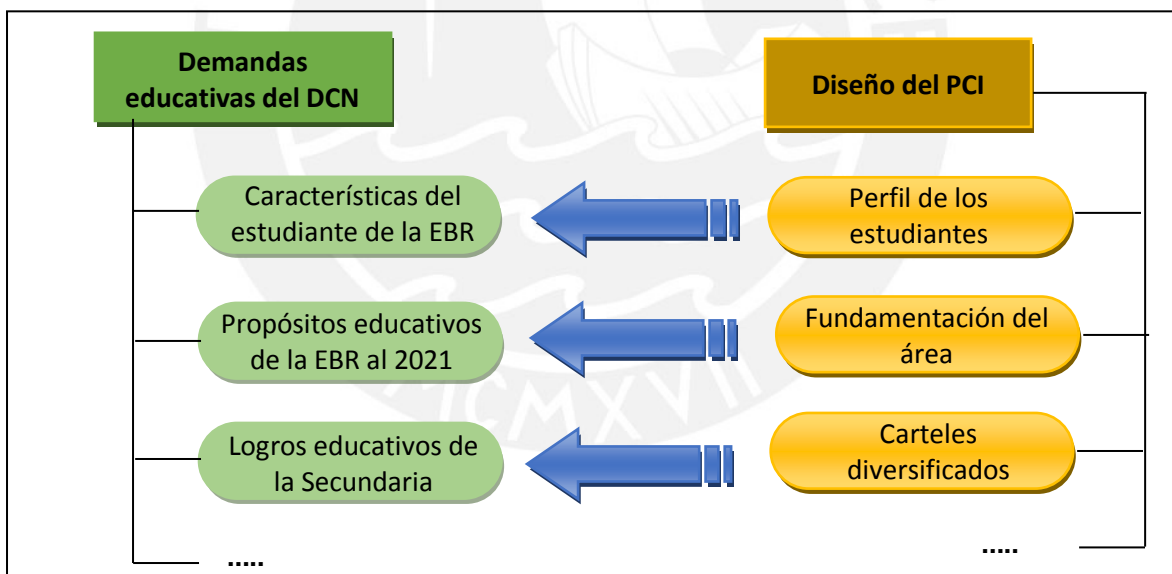 Demandas
educativas del DCN
Diseño del PCI
Características del
estudiante de la EBR
Perfil de los
estudiantes
Propósitos educativos
de la EBR al 2021
Fundamentación del
área
Logros educativos de
la Secundaria
Carteles
diversificados
.....
.....
MCMXVII